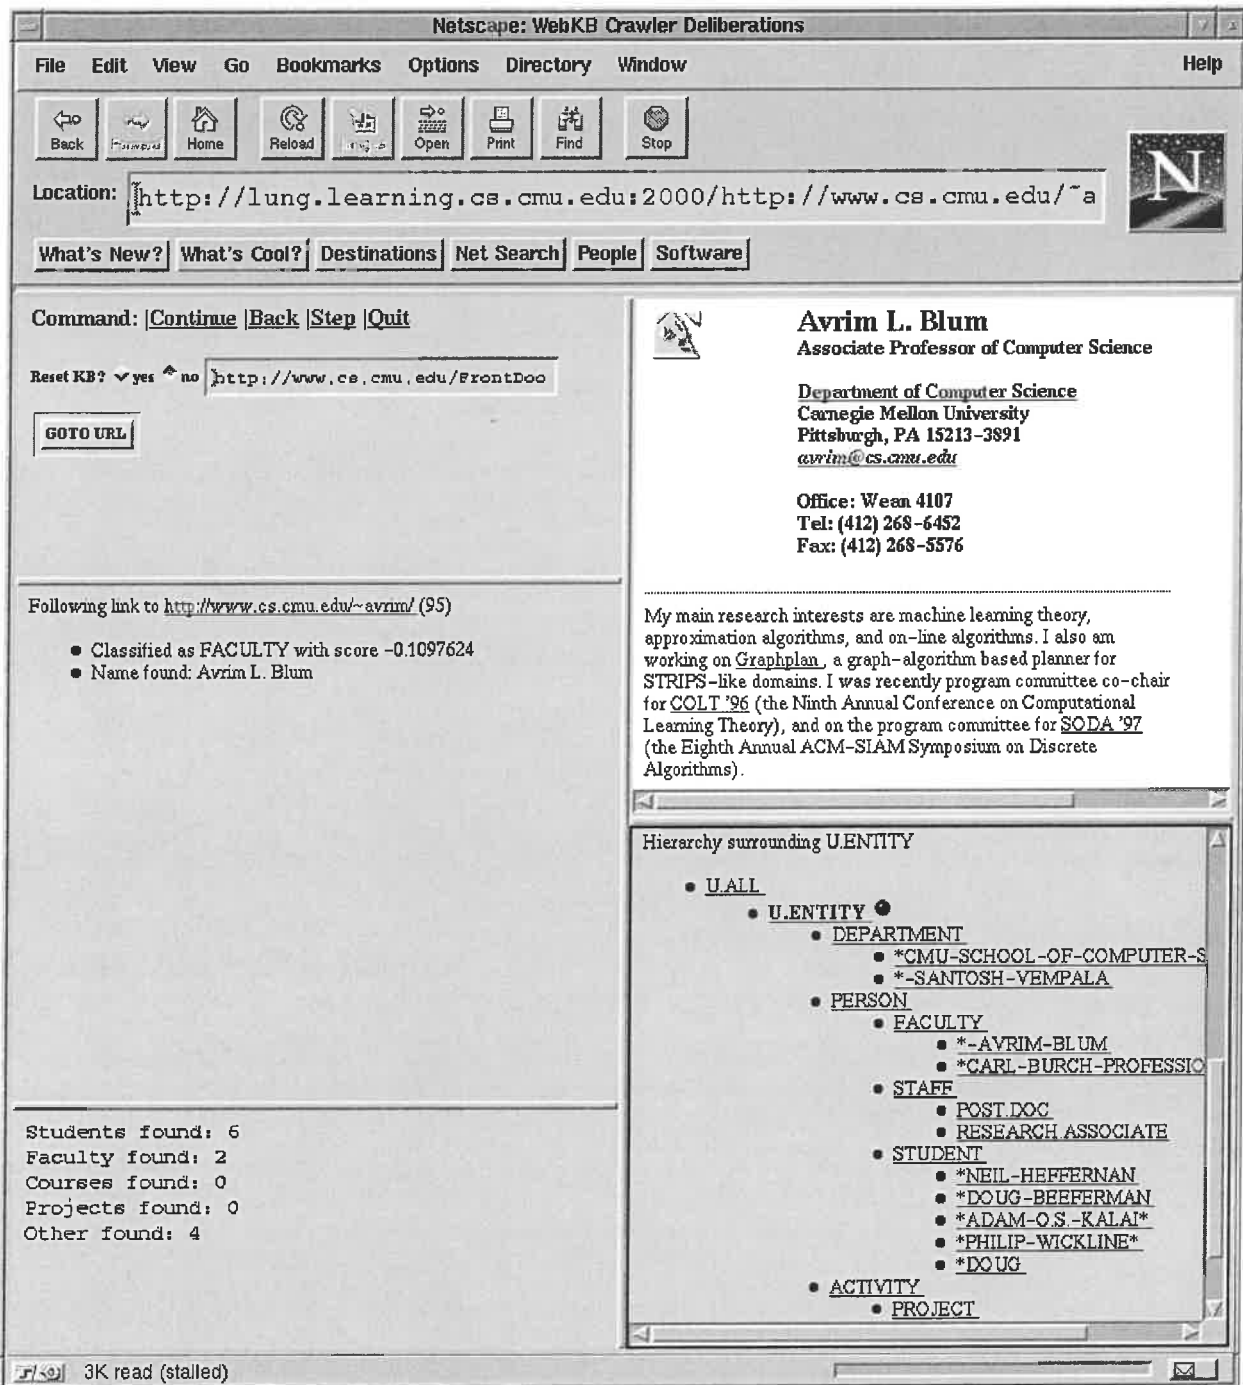 Netscape: WebKB Crawler Deliberations
File Edit View Go Bookmarks Options Directory Window Help
Back Home Reload Open Print Find Stop
Location: http://lung.learning.cs.cmu.edu:2000/http://www.cs.cmu.edu/~a
N
What's New? What's Cool? Destinations Net Search People Software
Command: |Continue |Back |Step |Quit
Reset KB? yes no http://www.cs.cmu.edu/FrontDoo
GOTO URL
Avrim L. Blum
Associate Professor of Computer Science
Department of Computer Science
Carnegie Mellon University
Pittsburgh, PA 15213-3891
avrim@cs.cmu.edu
Office: Wean 4107
Tel: (412) 268-6452
Fax: (412) 268-5576
My main research interests are machine learning theory,
approximation algorithms, and on-line algorithms. I also am
working on Graphplan , a graph-algorithm based planner for
STRIPS-like domains. I was recently program committee co-chair
for COLT '96 (the Ninth Annual Conference on Computational
Learning Theory), and on the program committee for SODA '97
(the Eighth Annual ACM-SIAM Symposium on Discrete
Algorithms).
Following link to http://www.cs.cmu.edu/~avrim/ (95)
Classified as FACULTY with score -0.1097624
Name found: Avrim L. Blum
Hierarchy surrounding U.ENTITY
U.ALL
U.ENTITY
DEPARTMENT
*CMU-SCHOOL-OF-COMPUTER-S
*-SANTOSH-VEMPALA
PERSON
FACULTY
*-AVRIM-BLUM
*CARL-BURCH-PROFESSIO
STAFF
POST.DOC
RESEARCH.ASSOCIATE
STUDENT
*NEIL-HEFFERNAN
*DOUG-BEEFERMAN
*ADAM-O.S.-KALAI*
*PHILIP-WICKLINE*
*DOUG
ACTIVITY
PROJECT
Students found: 6
Faculty found: 2
Courses found: 0
Projects found: 0
Other found: 4
3K read (stalled)